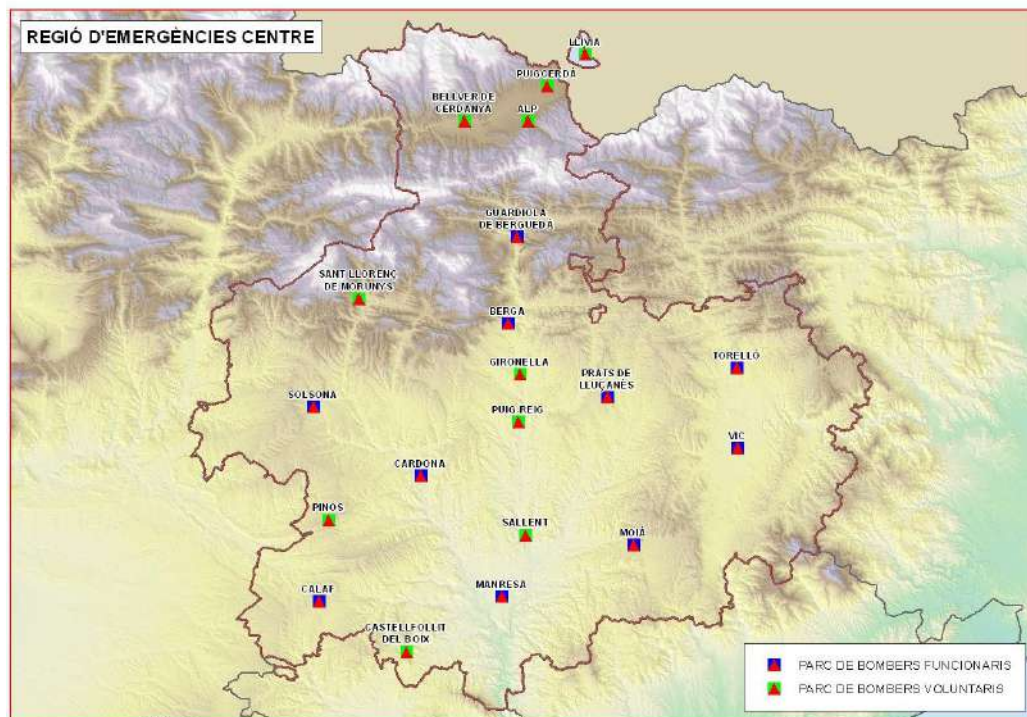 REGIÓ D'EMERGÈNCIES CENTRE
LLÍVIA
PUIGCERDÀ
BELLVER DE
CERDANYA
ALP
GUARDIOLA
DE BERGUEDÀ
SANT LLORENÇ
DE MORUNYS
BERGA
GIRONELLA
PRATS DE
LLUÇANÈS
TORELLÓ
SOLSONA
PUIG-REIG
VIC
CARDONA
PINOS
SALLENT
MOIÀ
CALAF
MANRESA
CASTELLFOLLIT
DEL BOIX
PARC DE BOMBERS FUNCIONARIS
PARC DE BOMBERS VOLUNTARIS